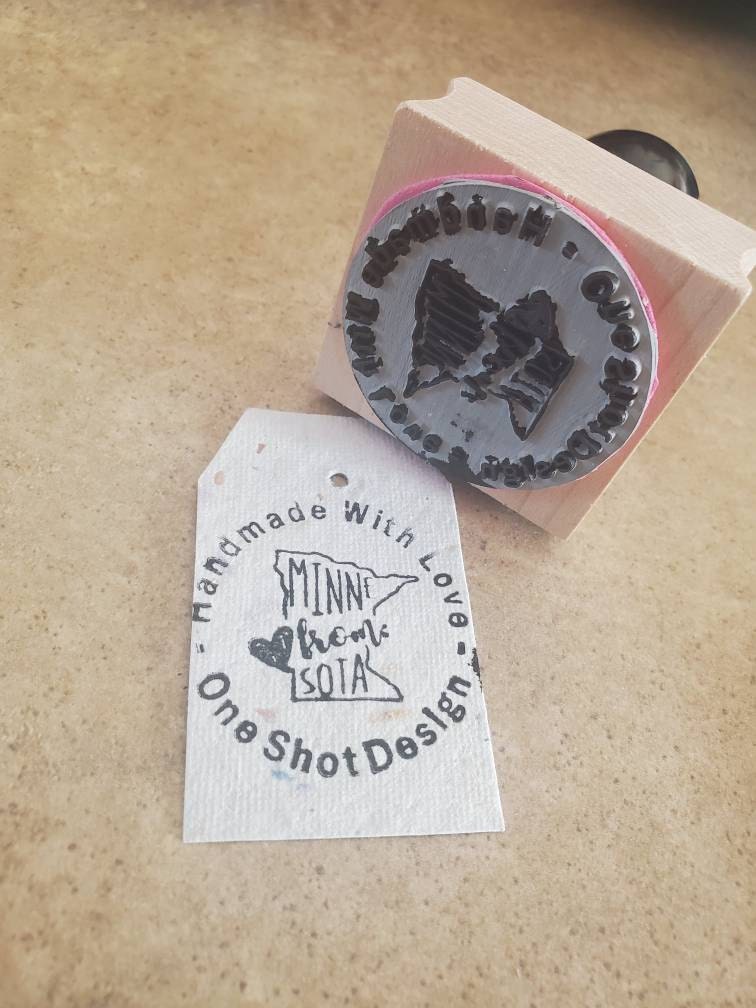 - Handmade With Love -
MINNE
from
SOTA
One Shot Design